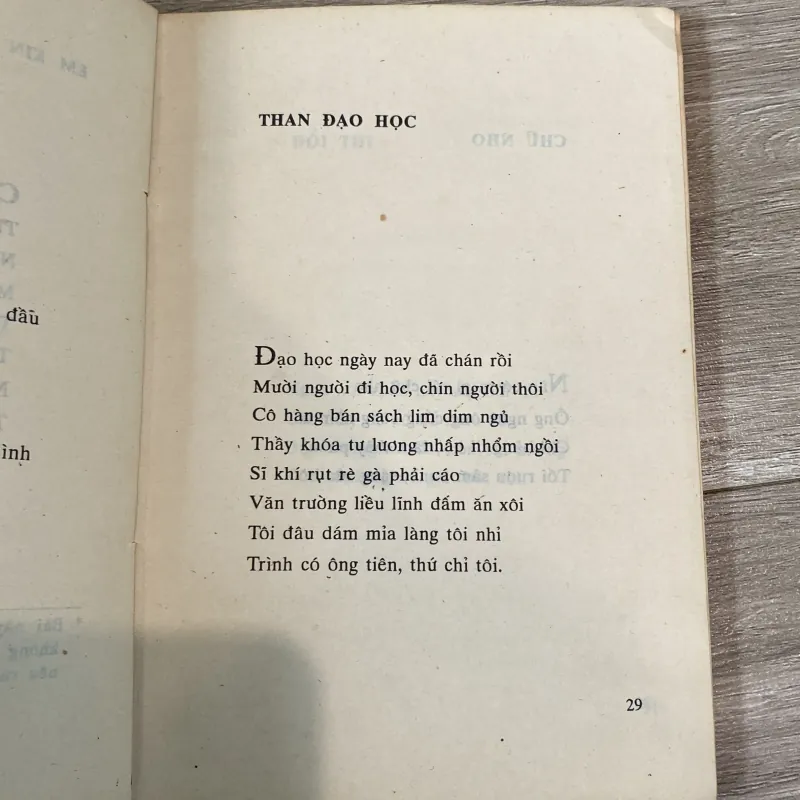 đầu
ình
THAN ĐẠO HỌC
Đạo học ngày nay đã chán rồi
Mười người đi học, chín người thôi
Cô hàng bán sách lim dim ngủ
Thầy khóa tư lương nhấp nhổm ngồi
Sĩ khí rụt rè gà phải cáo
Văn trường liều lĩnh đấm ăn xôi
Tôi đâu dám mỉa làng tôi nhỉ
Trình có ông tiên, thứ chỉ tôi.
29